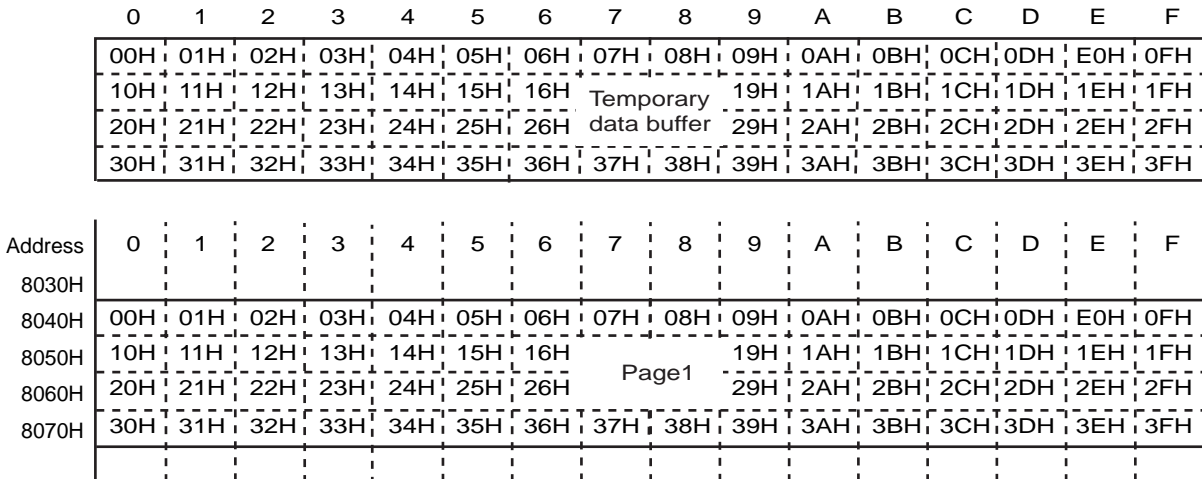 0 1 2 3 4 5 6 7 8 9 A B C D E F
00H 01H 02H 03H 04H 05H 06H 07H 08H 09H 0AH 0BH 0CH 0DH E0H 0FH
10H 11H 12H 13H 14H 15H 16H Temporary 19H 1AH 1BH 1CH 1DH 1EH 1FH
20H 21H 22H 23H 24H 25H 26H data buffer 29H 2AH 2BH 2CH 2DH 2EH 2FH
30H 31H 32H 33H 34H 35H 36H 37H 38H 39H 3AH 3BH 3CH 3DH 3EH 3FH
Address 0 1 2 3 4 5 6 7 8 9 A B C D E F
8030H
8040H 00H 01H 02H 03H 04H 05H 06H 07H 08H 09H 0AH 0BH 0CH 0DH E0H 0FH
8050H 10H 11H 12H 13H 14H 15H 16H Page1 19H 1AH 1BH 1CH 1DH 1EH 1FH
8060H 20H 21H 22H 23H 24H 25H 26H 29H 2AH 2BH 2CH 2DH 2EH 2FH
8070H 30H 31H 32H 33H 34H 35H 36H 37H 38H 39H 3AH 3BH 3CH 3DH 3EH 3FH